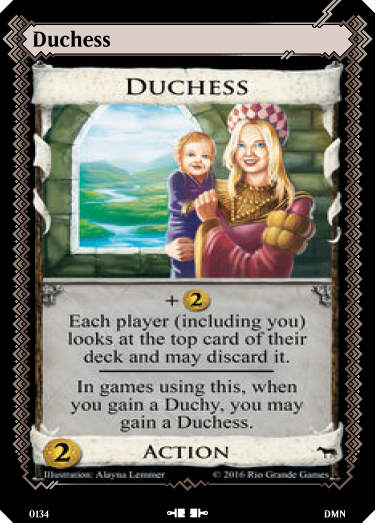 Duchess
DUCHESS
+ 2
Each player (including you)
looks at the top card of their
deck and may discard it.
In games using this, when
you gain a Duchy, you may
gain a Duchess.
2 ACTION
Illustration: Alayna Lemmer © 2016 Rio Grande Games
0134 DMN